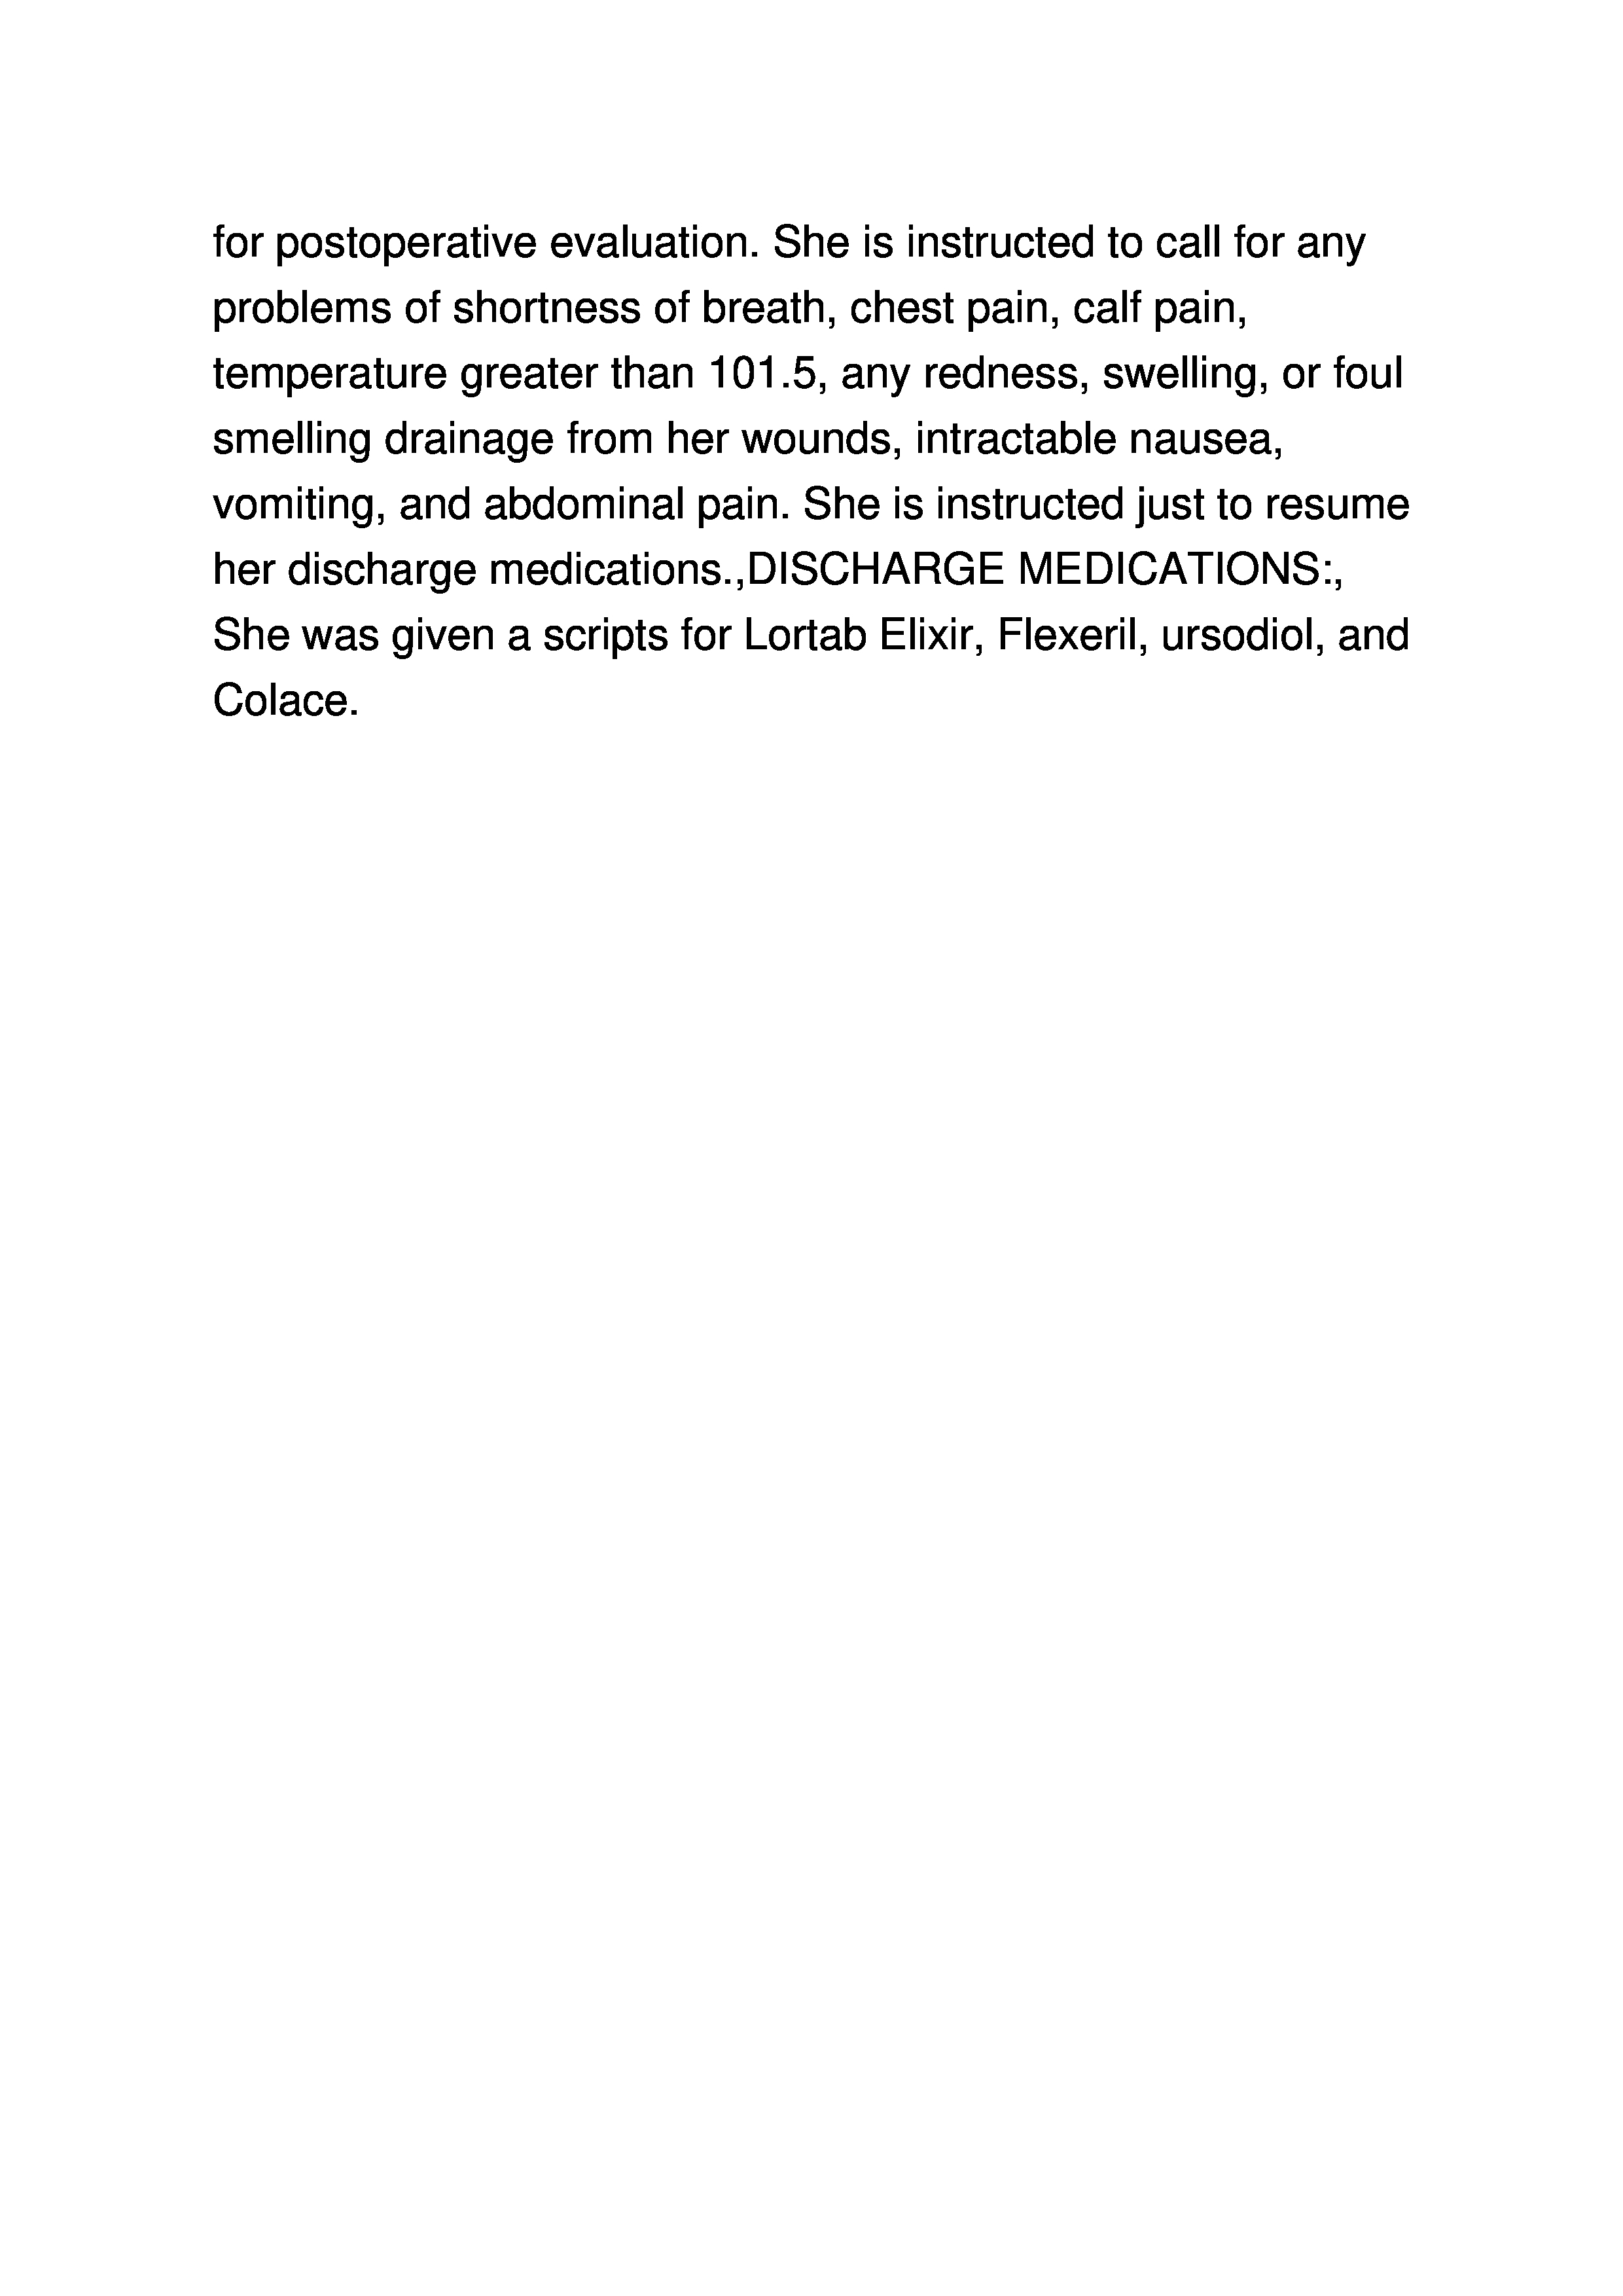 for postoperative evaluation. She is instructed to call for any
problems of shortness of breath, chest pain, calf pain,
temperature greater than 101.5, any redness, swelling, or foul
smelling drainage from her wounds, intractable nausea,
vomiting, and abdominal pain. She is instructed just to resume
her discharge medications.,DISCHARGE MEDICATIONS:,
She was given a scripts for Lortab Elixir, Flexeril, ursodiol, and
Colace.